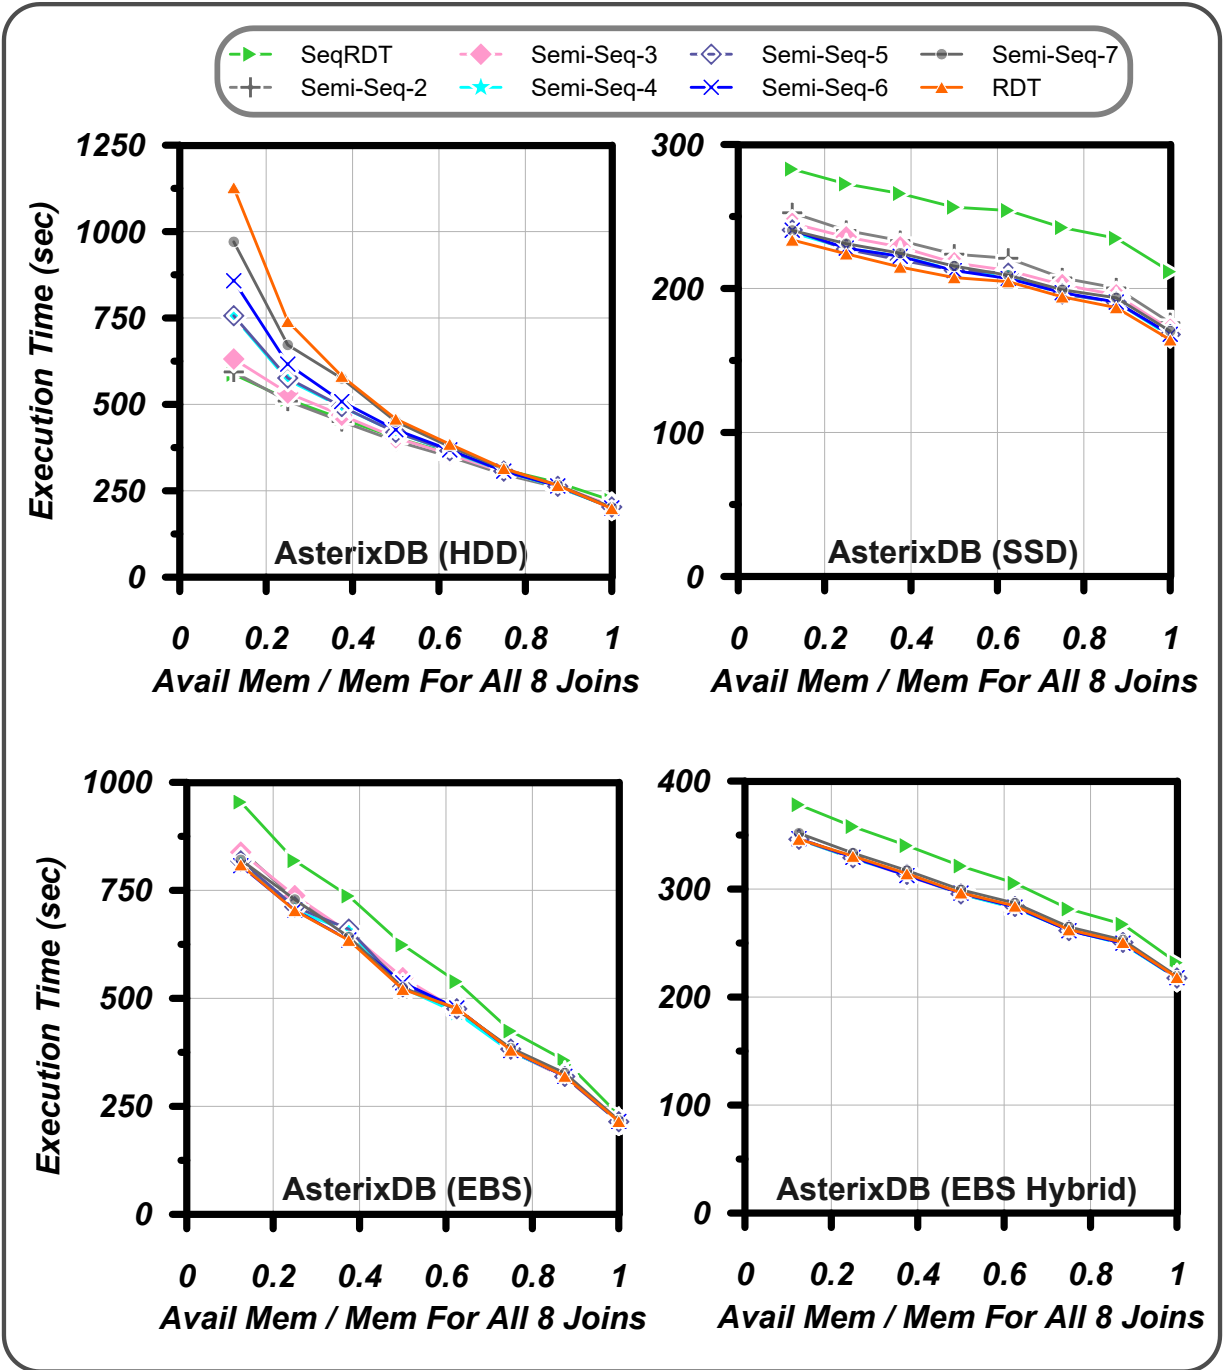 SeqRDT Semi-Seq-3 Semi-Seq-5 Semi-Seq-7
Semi-Seq-2 Semi-Seq-4 Semi-Seq-6 RDT
1250
1000
750
500
250
0
Execution Time (sec)
AsterixDB (HDD)
0 0.2 0.4 0.6 0.8 1
Avail Mem / Mem For All 8 Joins
300
200
100
0
AsterixDB (SSD)
0 0.2 0.4 0.6 0.8 1
Avail Mem / Mem For All 8 Joins
1000
750
500
250
0
Execution Time (sec)
AsterixDB (EBS)
0 0.2 0.4 0.6 0.8 1
Avail Mem / Mem For All 8 Joins
400
300
200
100
0
AsterixDB (EBS Hybrid)
0 0.2 0.4 0.6 0.8 1
Avail Mem / Mem For All 8 Joins